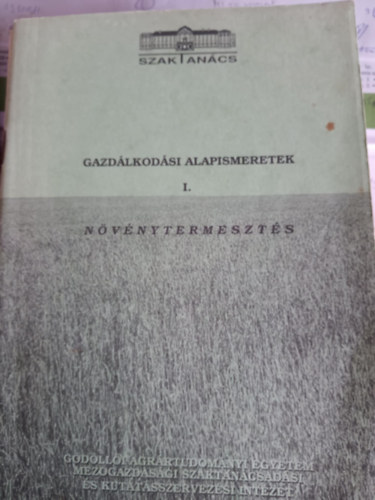 SZAKTANÁCS
GAZDÁLKODÁSI ALAPISMERETEK
I.
NÖVÉNYTERMESZTÉS
GÖDÖLLŐI AGRÁRTUDOMÁNYI EGYETEM
MEZŐGAZDASÁGI SZAKTANÁCSADÁSI
ÉS KUTATÁSSZERVEZÉSI INTÉZET